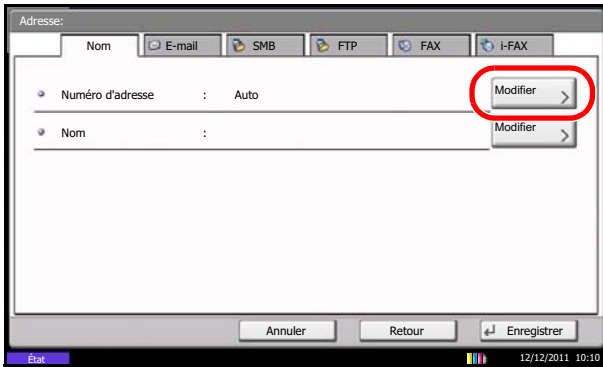 Adresse:
Nom E-mail SMB FTP FAX i-FAX
Numéro d'adresse : Auto Modifier
Nom : Modifier
Annuler Retour Enregistrer
État 12/12/2011 10:10